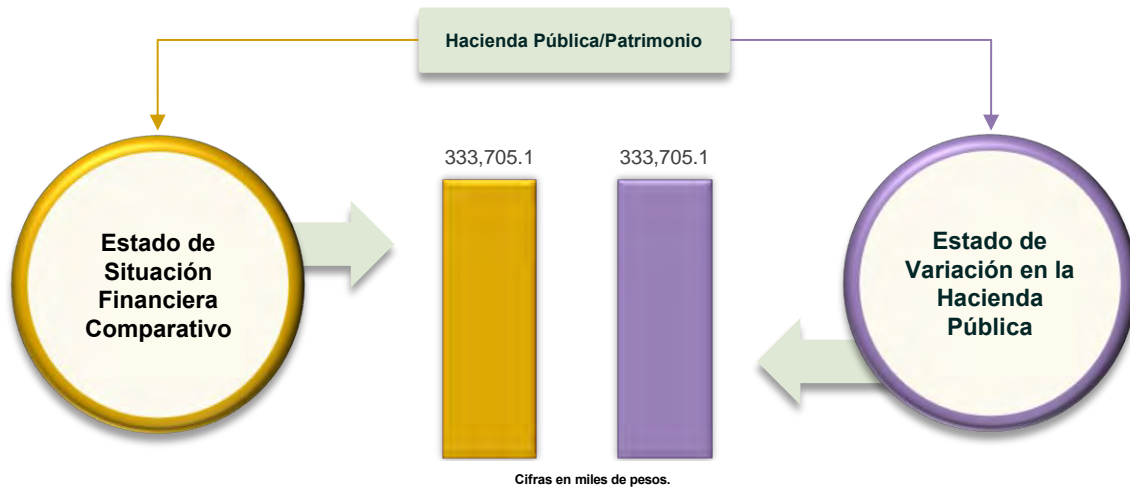 Hacienda Pública/Patrimonio
333,705.1
333,705.1
Estado de
Situación
Financiera
Comparativo
Estado de
Variación en la
Hacienda
Pública
Cifras en miles de pesos.